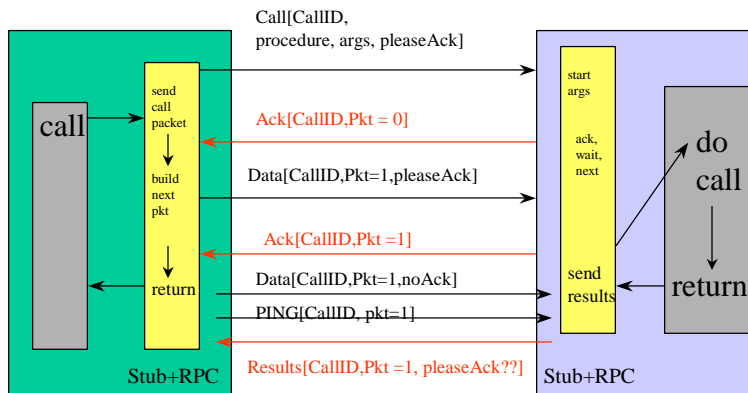 Call[CallID,
procedure, args, pleaseAck]
call
send
call
packet
build
next
pkt
return
Stub+RPC
Ack[CallID,Pkt = 0]
Data[CallID,Pkt=1,pleaseAck]
Ack[CallID,Pkt =1]
Data[CallID,Pkt=1,noAck]
PING[CallID, pkt=1]
Results[CallID,Pkt =1, pleaseAck??]
start
args
ack,
wait,
next
send
results
do
call
return
Stub+RPC